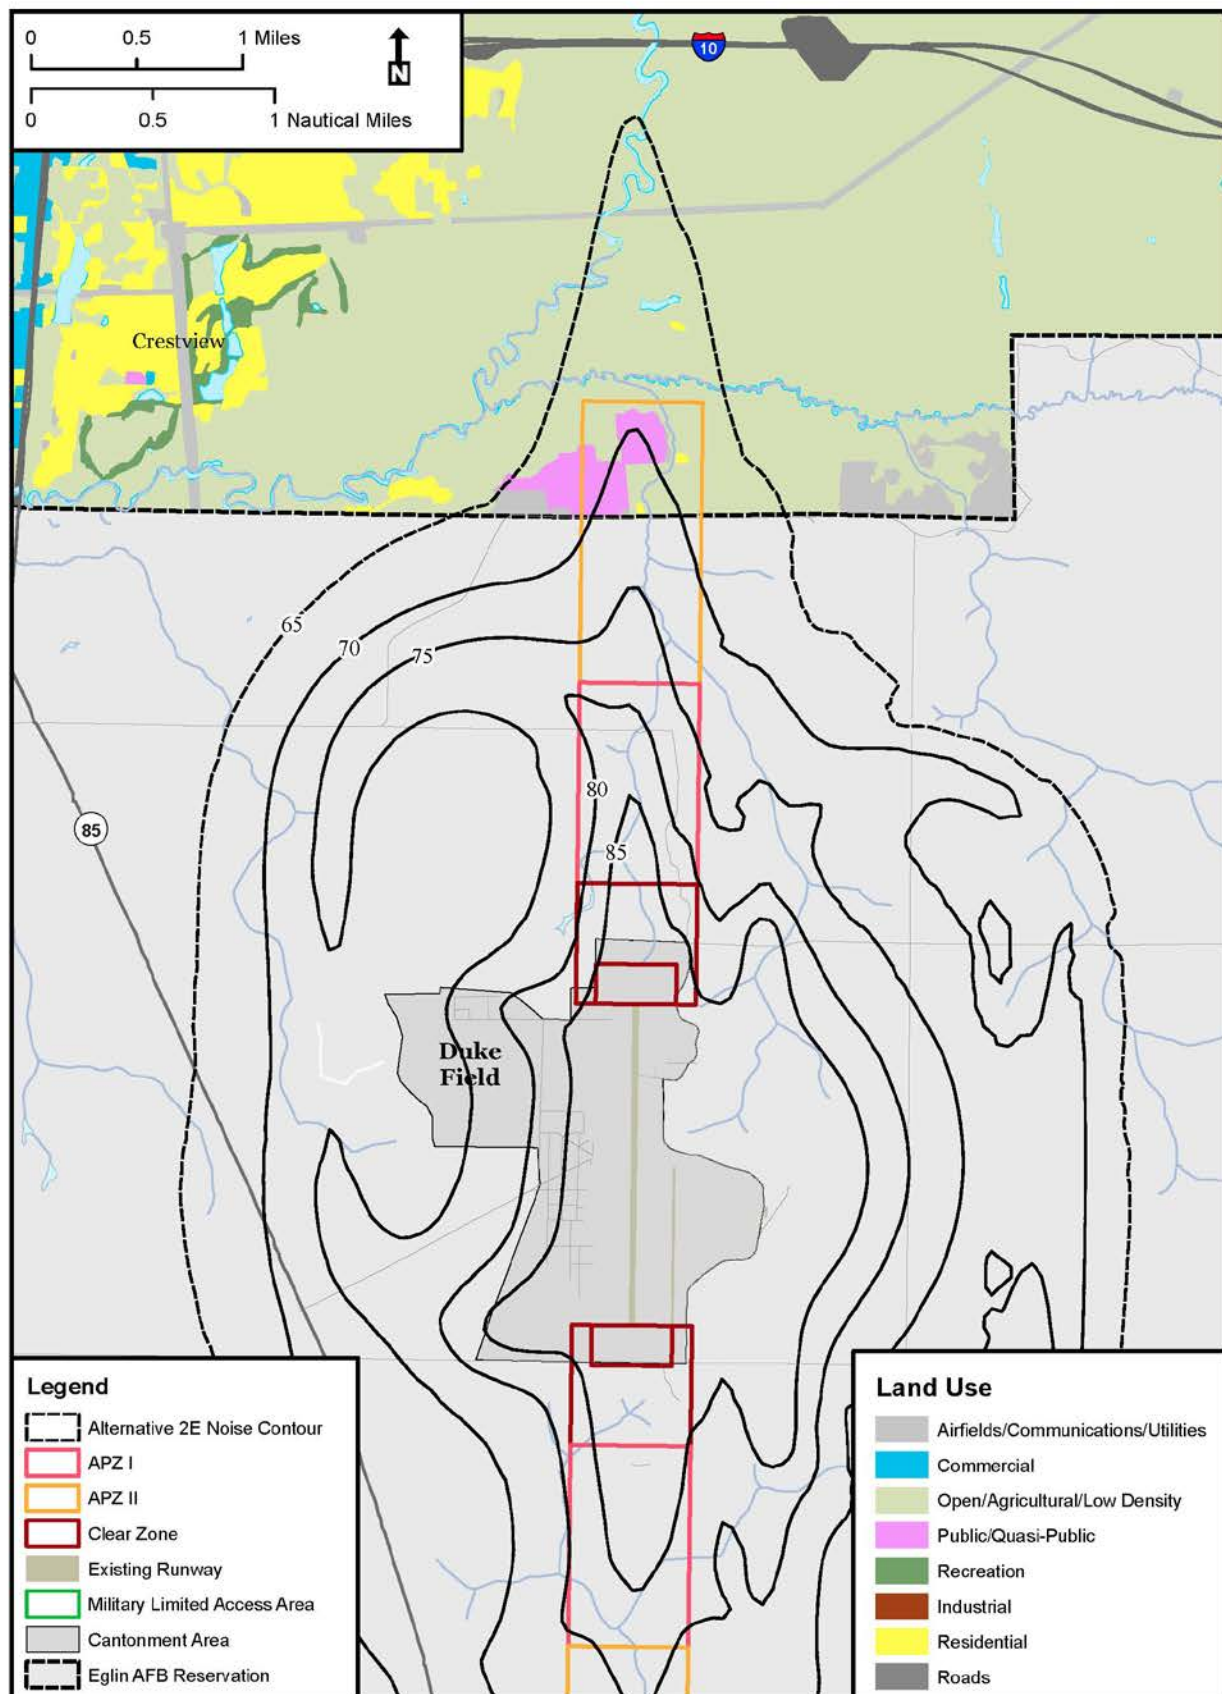 0 0.5 1 Miles
N
0 0.5 1 Nautical Miles
10
Crestview
65
70
75
80
85
85
Duke
Field
Legend
Alternative 2E Noise Contour
APZ I
APZ II
Clear Zone
Existing Runway
Military Limited Access Area
Cantonment Area
Eglin AFB Reservation
Land Use
Airfields/Communications/Utilities
Commercial
Open/Agricultural/Low Density
Public/Quasi-Public
Recreation
Industrial
Residential
Roads